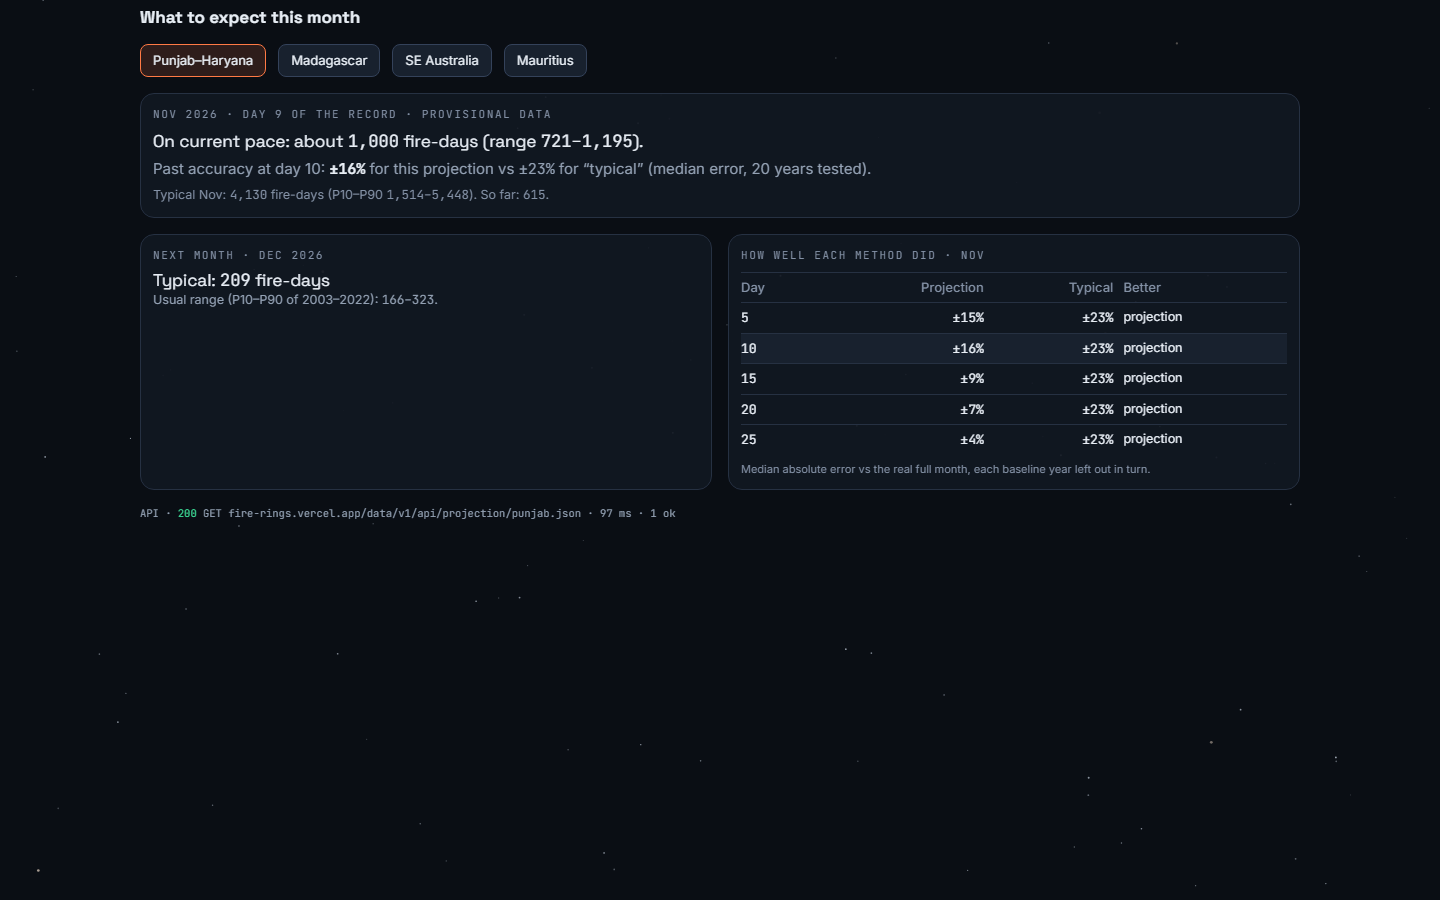 What to expect this month
Punjab–Haryana
Madagascar
SE Australia
Mauritius
NOV 2026 · DAY 9 OF THE RECORD · PROVISIONAL DATA
On current pace: about 1,000 fire-days (range 721–1,195).
Past accuracy at day 10: ±16% for this projection vs ±23% for “typical” (median error, 20 years tested).
Typical Nov: 4,130 fire-days (P10–P90 1,514–5,448). So far: 615.
NEXT MONTH · DEC 2026
Typical: 209 fire-days
Usual range (P10–P90 of 2003–2022): 166–323.
HOW WELL EACH METHOD DID · NOV
Day Projection Typical Better
5 ±15% ±23% projection
10 ±16% ±23% projection
15 ±9% ±23% projection
20 ±7% ±23% projection
25 ±4% ±23% projection
Median absolute error vs the real full month, each baseline year left out in turn.
API · 200 GET fire-rings.vercel.app/data/v1/api/projection/punjab.json · 97 ms · 1 ok